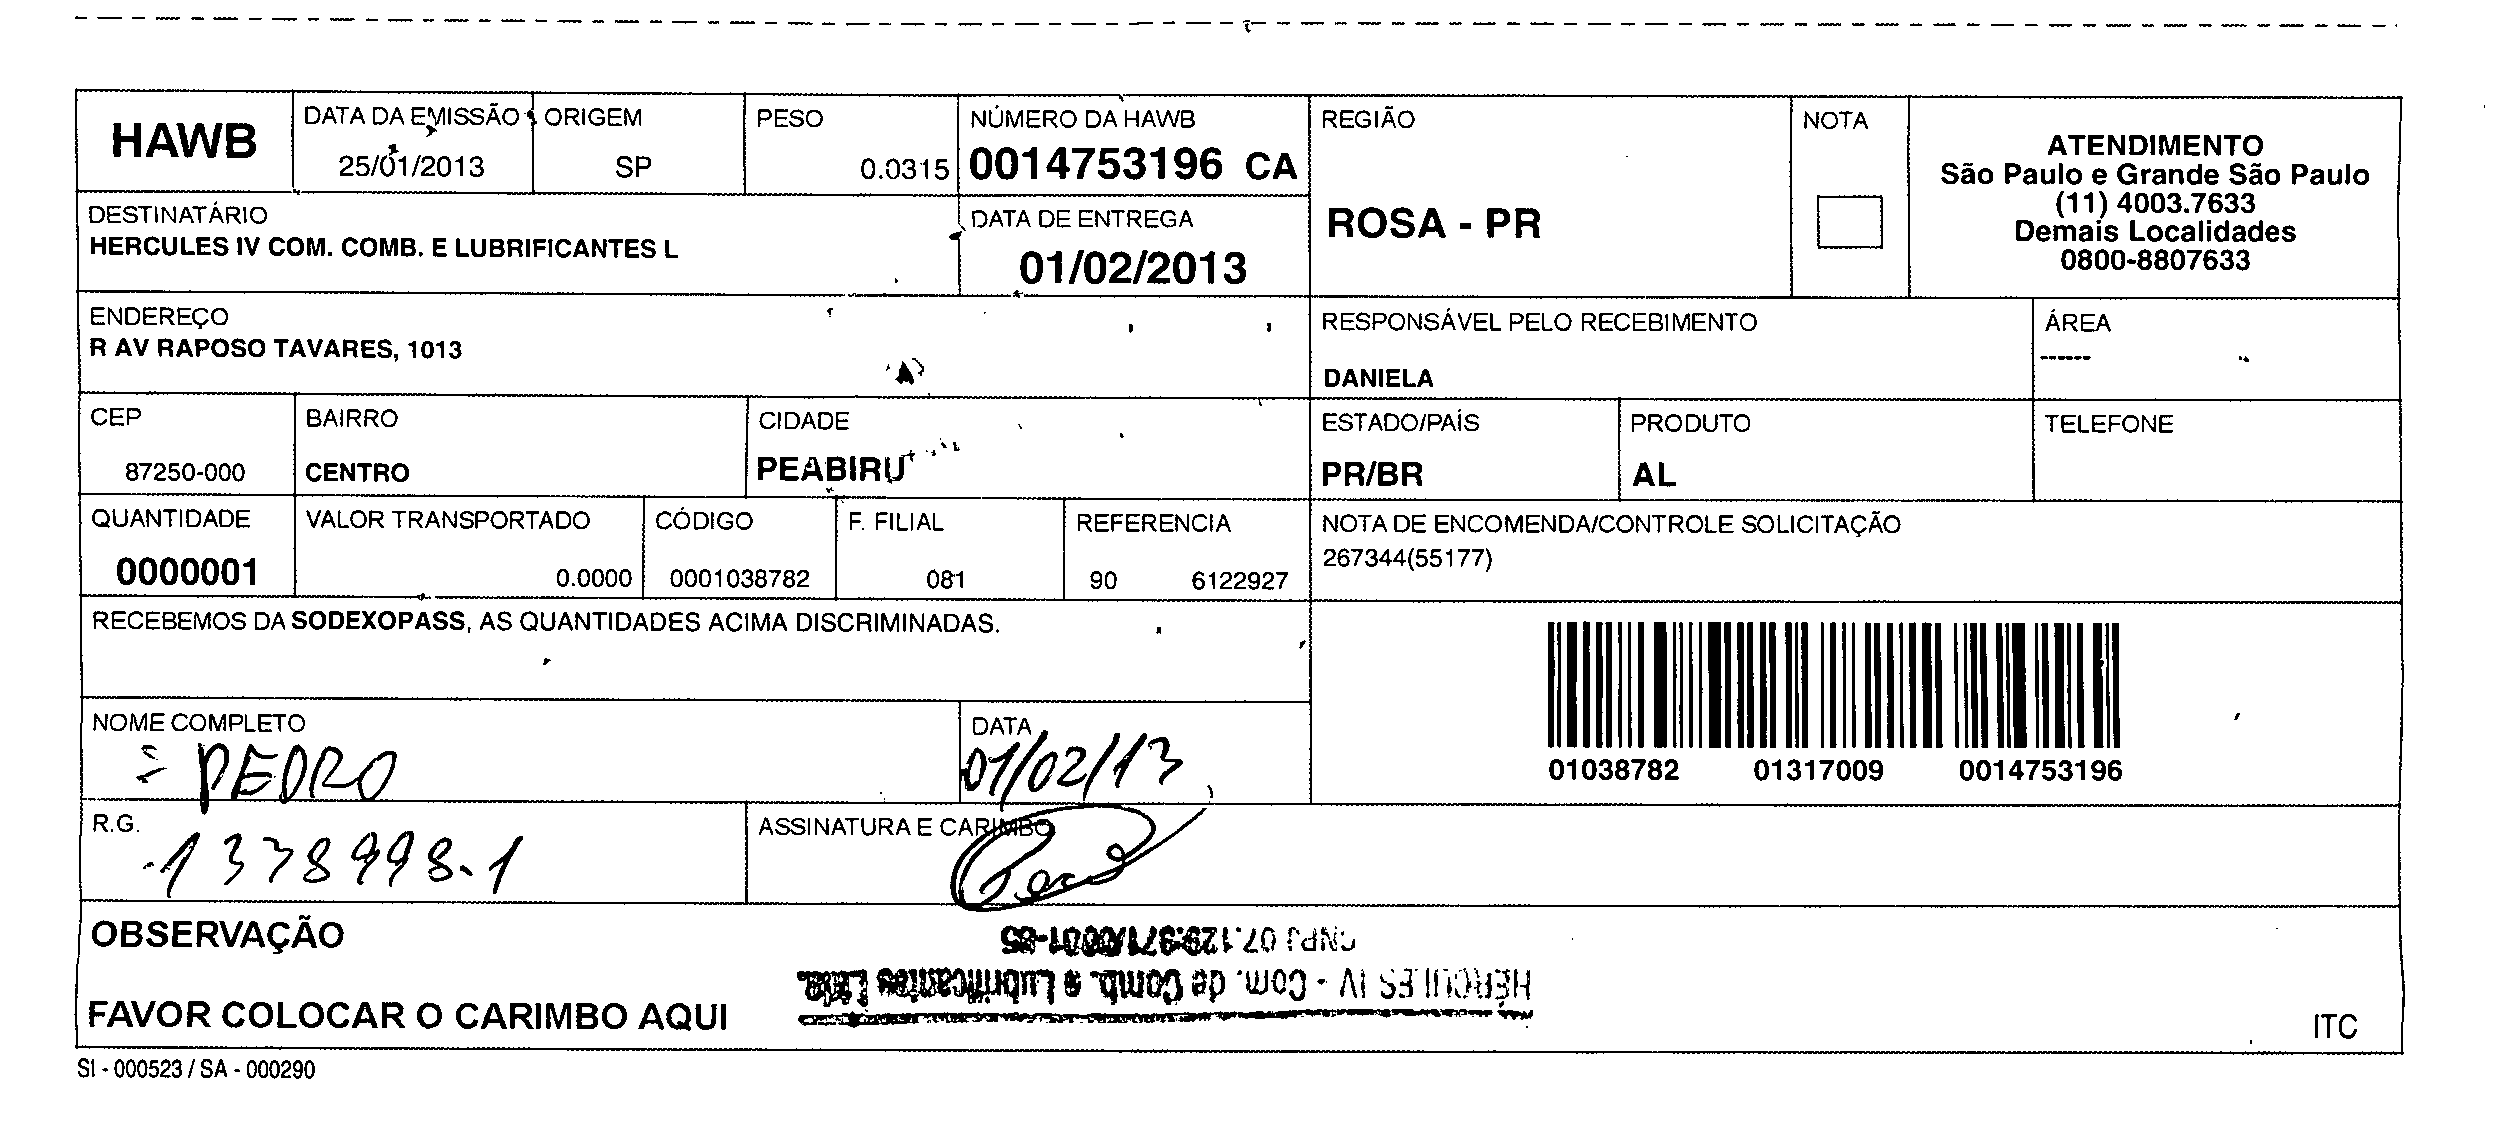 HAWB
DATA DA EMISSÃO
25/01/2013
ORIGEM
SP
PESO
0.0315
NÚMERO DA HAWB
0014753196 CA
REGIÃO
ROSA - PR
NOTA
ATENDIMENTO
São Paulo e Grande São Paulo
(11) 4003.7633
Demais Localidades
0800-8807633
DESTINATÁRIO
HERCULES IV COM. COMB. E LUBRIFICANTES L
DATA DE ENTREGA
01/02/2013
ENDEREÇO
R AV RAPOSO TAVARES, 1013
RESPONSÁVEL PELO RECEBIMENTO
DANIELA
ÁREA
------
CEP
87250-000
BAIRRO
CENTRO
CIDADE
PEABIRU
ESTADO/PAÍS
PR/BR
PRODUTO
AL
TELEFONE
QUANTIDADE
0000001
VALOR TRANSPORTADO
0.0000
CÓDIGO
0001038782
F. FILIAL
081
REFERENCIA
90 6122927
NOTA DE ENCOMENDA/CONTROLE SOLICITAÇÃO
267344(55177)
RECEBEMOS DA SODEXOPASS, AS QUANTIDADES ACIMA DISCRIMINADAS.
01038782 01317009 0014753196
NOME COMPLETO
PEDRO
DATA
01/02/13
R.G.
1378998-1
ASSINATURA E CARIMBO
OBSERVAÇÃO
FAVOR COLOCAR O CARIMBO AQUI
HERCULES IV - Com. de Comb. e Lubrificantes Ltda.
CNPJ 07.129.971/0001-85
ITC
SI - 000523 / SA - 000290